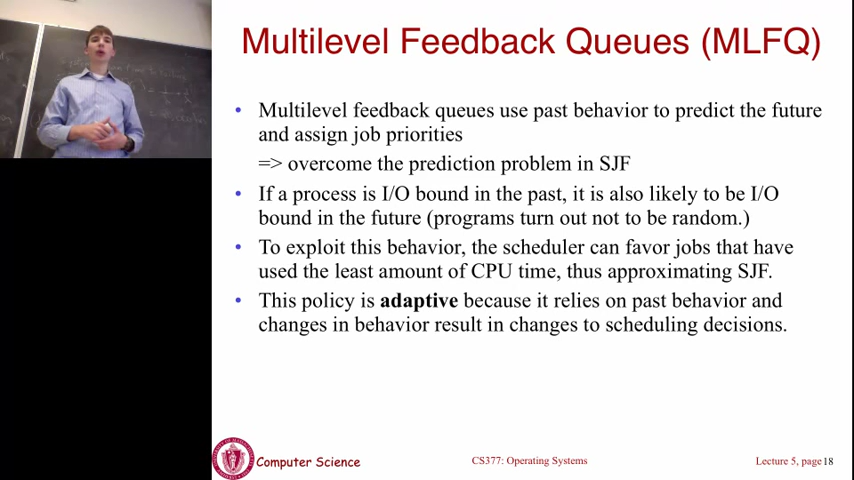 Multilevel Feedback Queues (MLFQ)
• Multilevel feedback queues use past behavior to predict the future
and assign job priorities
=> overcome the prediction problem in SJF
• If a process is I/O bound in the past, it is also likely to be I/O
bound in the future (programs turn out not to be random.)
• To exploit this behavior, the scheduler can favor jobs that have
used the least amount of CPU time, thus approximating SJF.
• This policy is adaptive because it relies on past behavior and
changes in behavior result in changes to scheduling decisions.
Computer Science
CS377: Operating Systems
Lecture 5, page 18